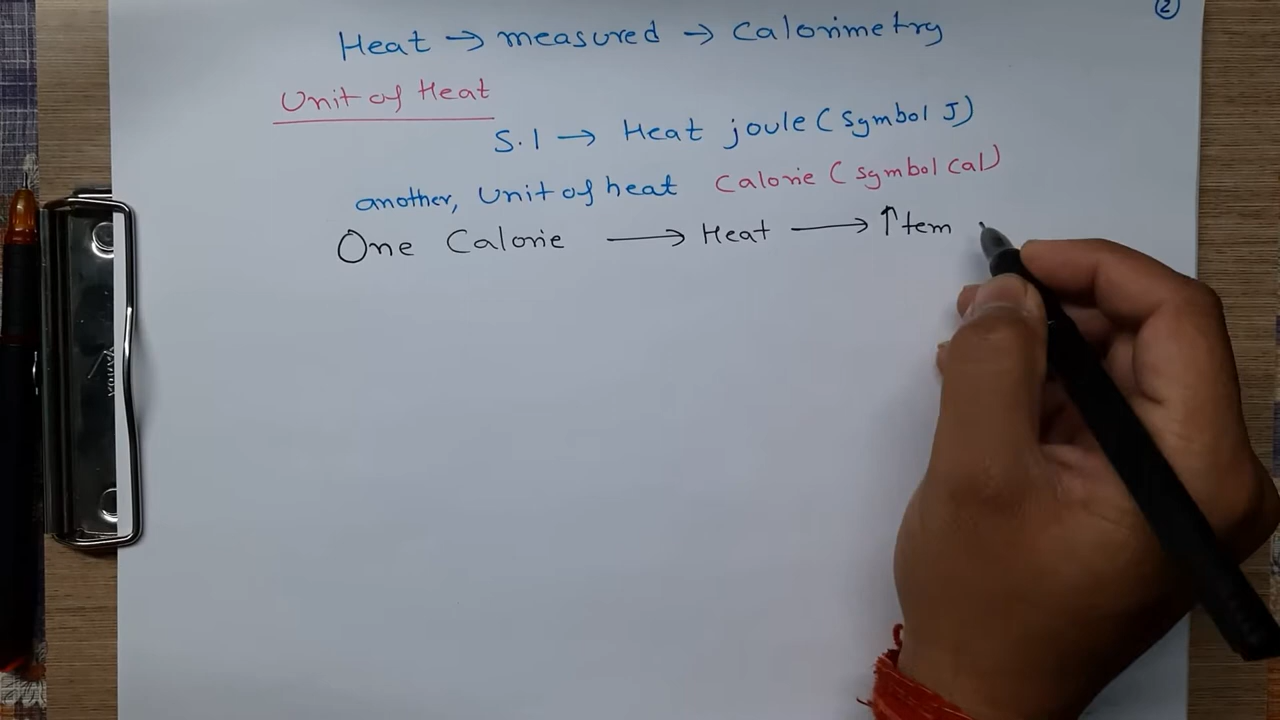 ②
Heat → measured → Calorimetry
Unit of Heat
S.I → Heat joule (Symbol J)
another, Unit of heat Calorie (symbol cal)
One Calorie → Heat → ↑tem